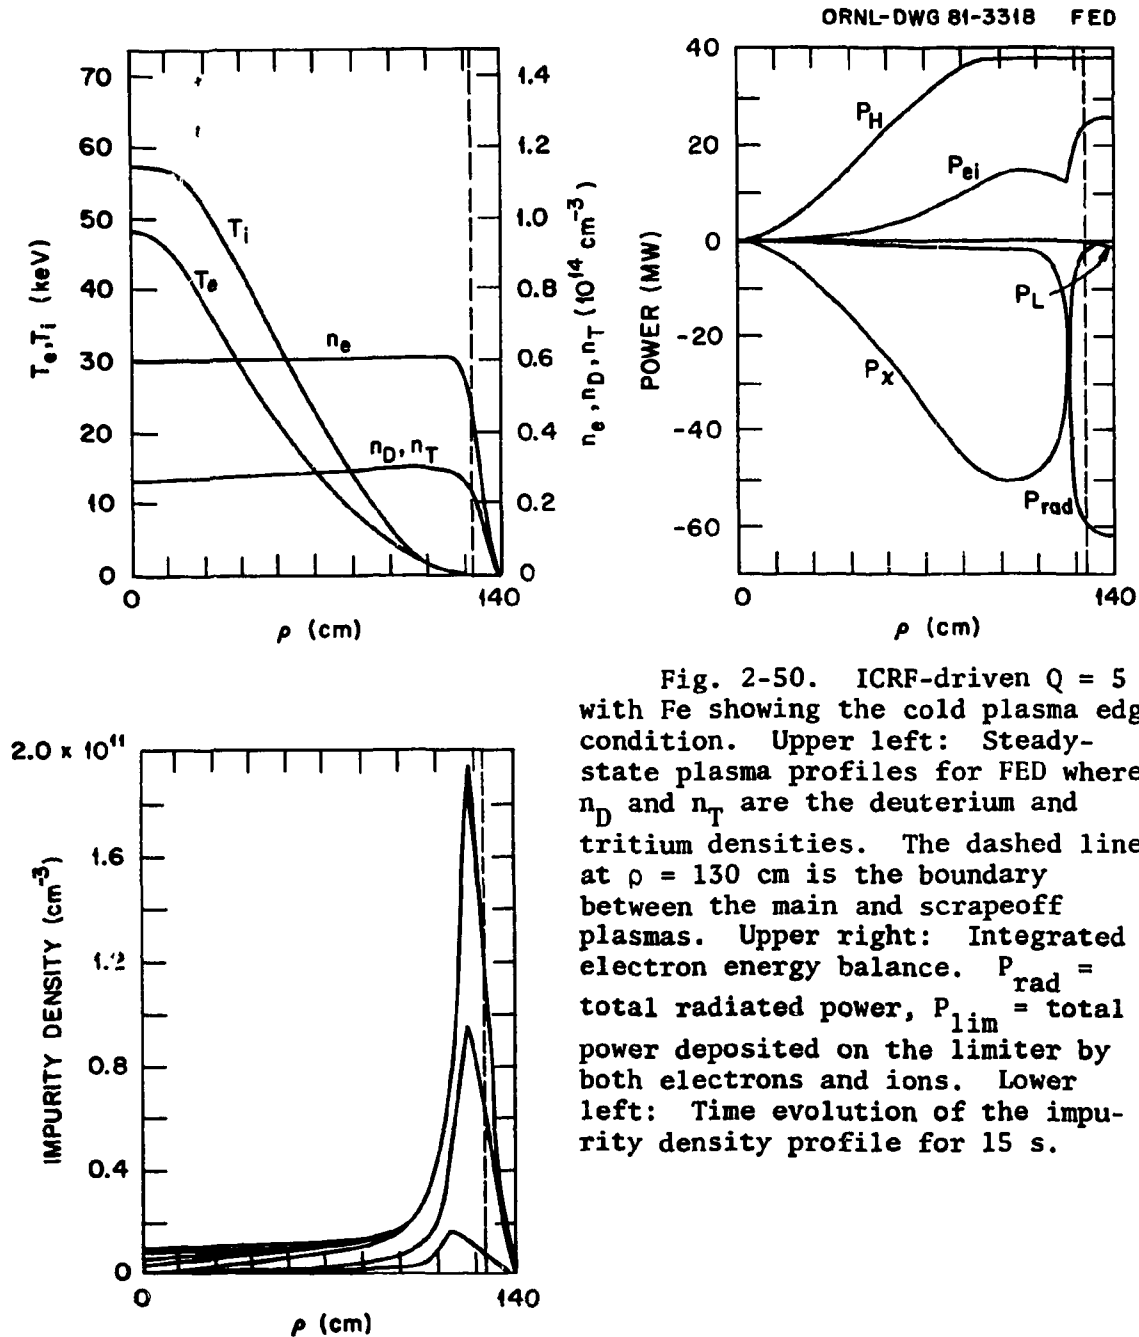 ORNL-DWG 81-3318 FED
70
60
50
40
30
20
10
0
T_e, T_i (keV)
T_i
T_e
n_e
n_D, n_T
1.4
1.2
1.0
0.8
0.6
0.4
0.2
0
n_e, n_D, n_T (10^14 cm^-3)
0
140
ρ (cm)
40
20
0
-20
-40
-60
POWER (MW)
P_H
P_ei
P_L
P_χ
P_rad
0
140
ρ (cm)
2.0 x 10^11
1.6
1.2
0.8
0.4
0
IMPURITY DENSITY (cm^-3)
0
140
ρ (cm)
Fig. 2-50. ICRF-driven Q = 5
with Fe showing the cold plasma edg
condition. Upper left: Steady-
state plasma profiles for FED where
n_D and n_T are the deuterium and
tritium densities. The dashed line
at ρ = 130 cm is the boundary
between the main and scrapeoff
plasmas. Upper right: Integrated
electron energy balance. P_rad =
total radiated power, P_lim = total
power deposited on the limiter by
both electrons and ions. Lower
left: Time evolution of the impu-
rity density profile for 15 s.